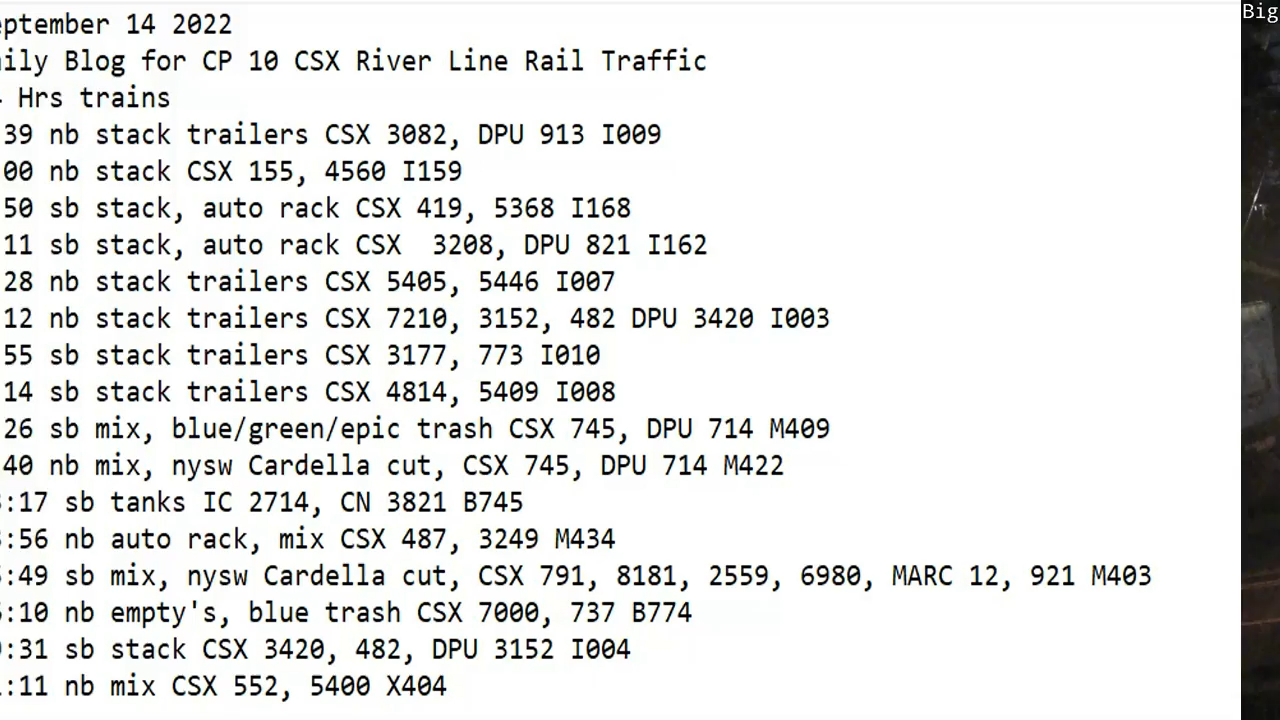 eptember 14 2022
aily Blog for CP 10 CSX River Line Rail Traffic
Hrs trains
39 nb stack trailers CSX 3082, DPU 913 I009
00 nb stack CSX 155, 4560 I159
50 sb stack, auto rack CSX 419, 5368 I168
11 sb stack, auto rack CSX  3208, DPU 821 I162
28 nb stack trailers CSX 5405, 5446 I007
12 nb stack trailers CSX 7210, 3152, 482 DPU 3420 I003
55 sb stack trailers CSX 3177, 773 I010
14 sb stack trailers CSX 4814, 5409 I008
26 sb mix, blue/green/epic trash CSX 745, DPU 714 M409
40 nb mix, nysw Cardella cut, CSX 745, DPU 714 M422
:17 sb tanks IC 2714, CN 3821 B745
:56 nb auto rack, mix CSX 487, 3249 M434
:49 sb mix, nysw Cardella cut, CSX 791, 8181, 2559, 6980, MARC 12, 921 M403
:10 nb empty's, blue trash CSX 7000, 737 B774
:31 sb stack CSX 3420, 482, DPU 3152 I004
:11 nb mix CSX 552, 5400 X404
Big